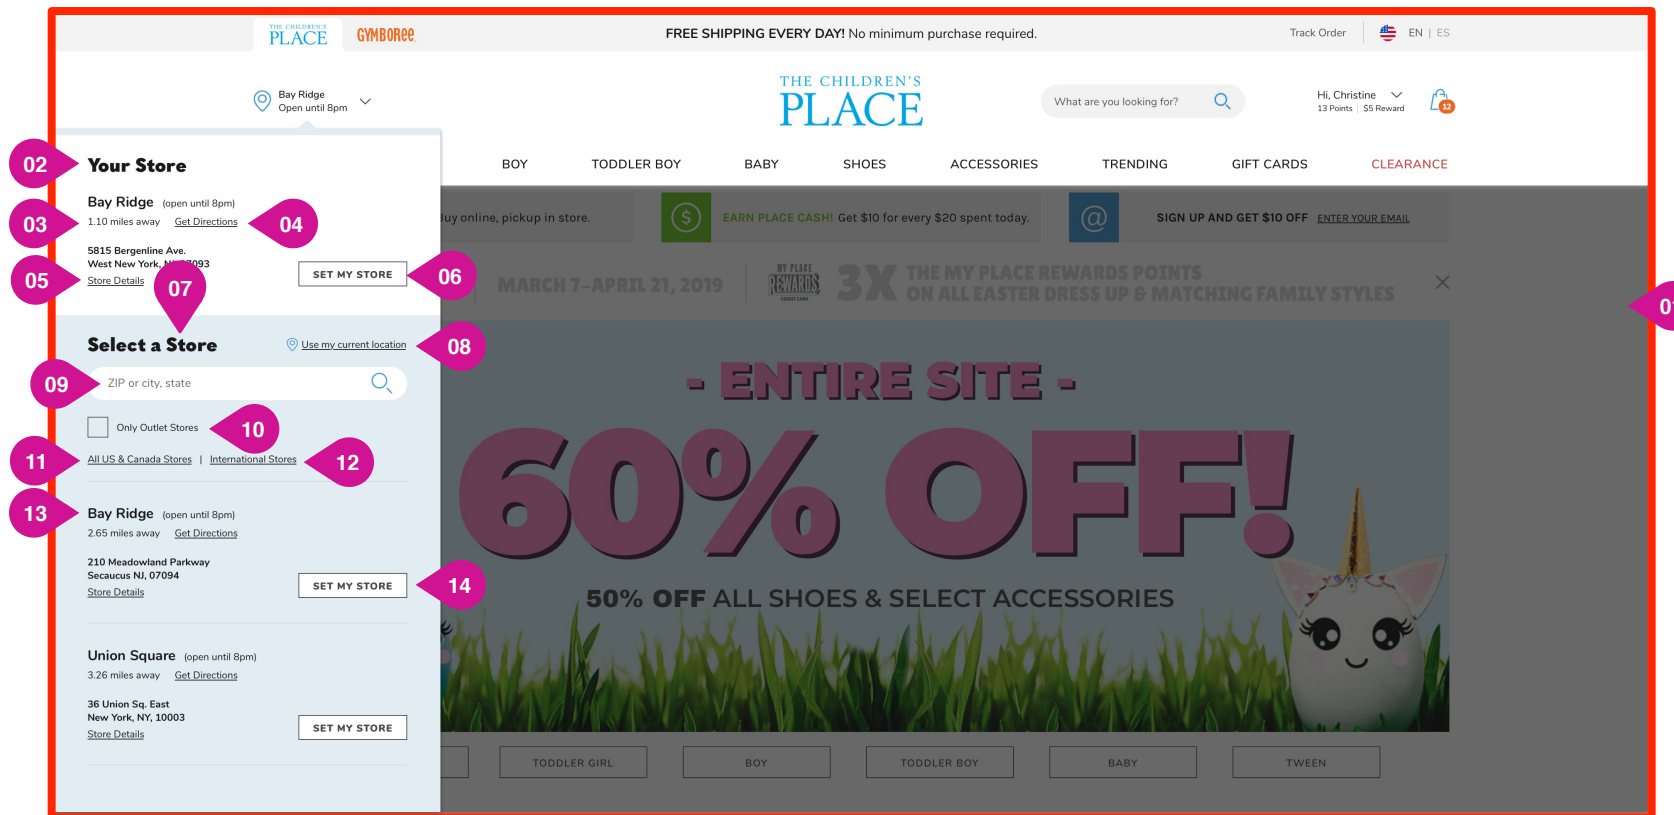 THE CHILDREN'S
PLACE
GYMBOREE
FREE SHIPPING EVERY DAY! No minimum purchase required.
Track Order
EN | ES
Bay Ridge
Open until 8pm
THE CHILDREN'S
PLACE
What are you looking for?
Hi, Christine
13 Points | $5 Reward
12
BOY TODDLER BOY BABY SHOES ACCESSORIES TRENDING GIFT CARDS CLEARANCE
02
Your Store
Bay Ridge (open until 8pm)
03
1.10 miles away Get Directions
04
5815 Bergenline Ave.
West New York,
05
Store Details
07
SET MY STORE
06
Buy online, pickup in store.
$
EARN PLACE CASH! Get $10 for every $20 spent today.
@
SIGN UP AND GET $10 OFF ENTER YOUR EMAIL
MARCH 7–APRIL 21, 2019
MY PLACE
REWARDS
CREDIT CARD
3X
THE MY PLACE REWARDS POINTS
ON ALL EASTER DRESS UP & MATCHING FAMILY STYLES
01
Select a Store
Use my current location
08
09
ZIP or city, state
Only Outlet Stores
10
11
All US & Canada Stores | International Stores
12
13
Bay Ridge (open until 8pm)
2.65 miles away Get Directions
210 Meadowland Parkway
Secaucus NJ, 07094
Store Details
SET MY STORE
14
Union Square (open until 8pm)
3.26 miles away Get Directions
36 Union Sq. East
New York, NY, 10003
Store Details
SET MY STORE
- ENTIRE SITE -
60% OFF!
50% OFF ALL SHOES & SELECT ACCESSORIES
TODDLER GIRL BOY TODDLER BOY BABY TWEEN